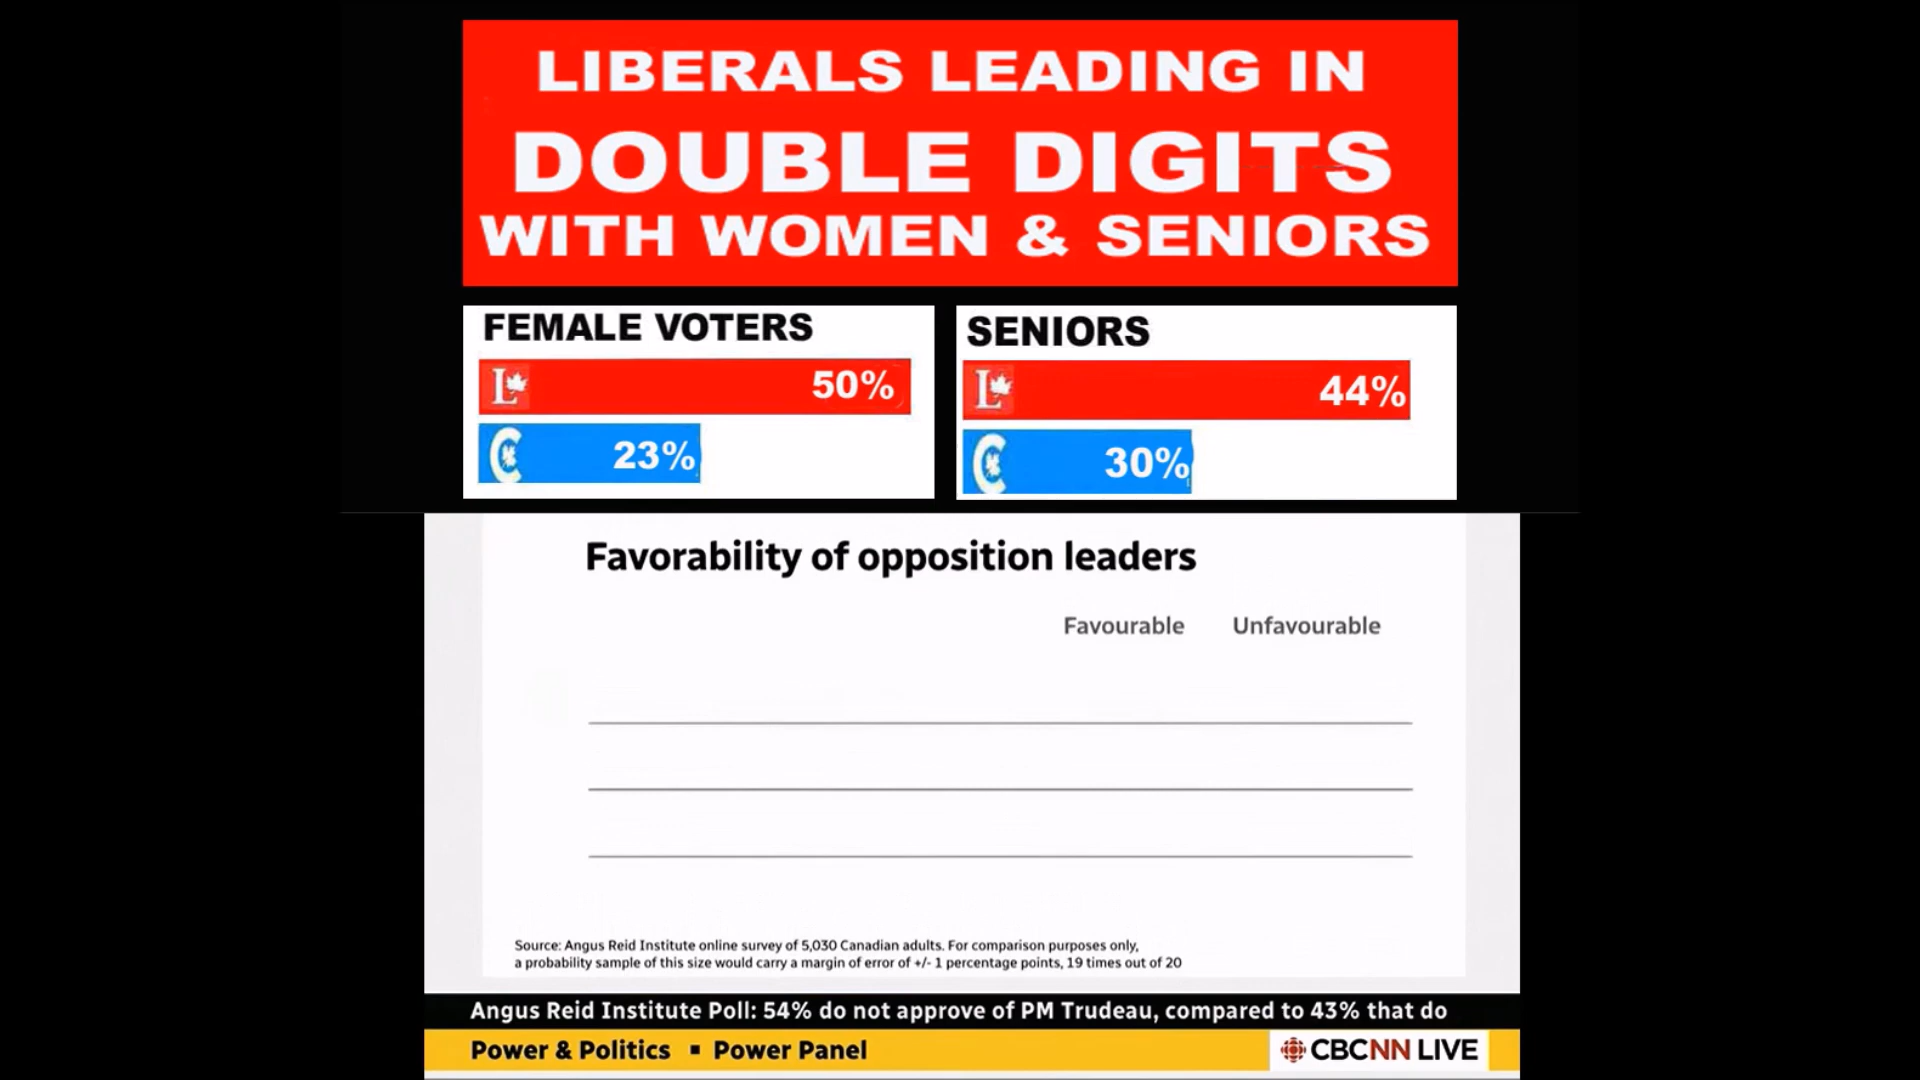 LIBERALS LEADING IN
DOUBLE DIGITS
WITH WOMEN & SENIORS
FEMALE VOTERS
L 50%
C 23%
SENIORS
L 44%
C 30%
Favorability of opposition leaders
Favourable Unfavourable
Source: Angus Reid Institute online survey of 5,030 Canadian adults. For comparison purposes only,
a probability sample of this size would carry a margin of error of +/- 1 percentage points, 19 times out of 20
Angus Reid Institute Poll: 54% do not approve of PM Trudeau, compared to 43% that do
Power & Politics ▪ Power Panel
CBCNN LIVE